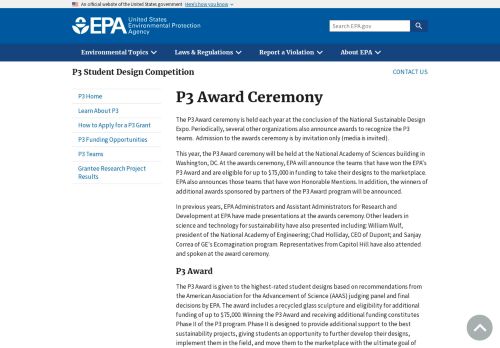 An official website of the United States government Here's how you know
EPA United States
Environmental Protection
Agency
Search EPA.gov
Environmental Topics Laws & Regulations Report a Violation About EPA
P3 Student Design Competition CONTACT US
P3 Home
Learn About P3
How to Apply for a P3 Grant
P3 Funding Opportunities
P3 Teams
Grantee Research Project
Results
P3 Award Ceremony
The P3 Award ceremony is held each year at the conclusion of the National Sustainable Design
Expo. Periodically, several other organizations also announce awards to recognize the P3
teams. Admission to the awards ceremony is by invitation only (media is invited).
This year, the P3 Award ceremony will be held at the National Academy of Sciences building in
Washington, DC. At the awards ceremony, EPA will announce the teams that have won the EPA's
P3 Award and are eligible for up to $75,000 in funding to take their designs to the marketplace.
EPA also announces those teams that have won Honorable Mentions. In addition, the winners of
additional awards sponsored by partners of the P3 Award program will be announced.
In previous years, EPA Administrators and Assistant Administrators for Research and
Development at EPA have made presentations at the awards ceremony. Other leaders in
science and technology for sustainability have also presented including: William Wulf,
president of the National Academy of Engineering; Chad Holliday, CEO of Dupont; and Sanjay
Correa of GE's Ecomagination program. Representatives from Capitol Hill have also attended
and spoken at the award ceremony.
P3 Award
The P3 Award is given to the highest-rated student designs based on recommendations from
the American Association for the Advancement of Science (AAAS) judging panel and final
decisions by EPA. The award includes a recycled glass sculpture and eligibility for additional
funding of up to $75,000. Winning the P3 Award and receiving additional funding constitutes
Phase II of the P3 program. Phase II is designed to provide additional support to the best
sustainability projects, giving students an opportunity to further develop their designs,
implement them in the field, and move them to the marketplace with the ultimate goal of